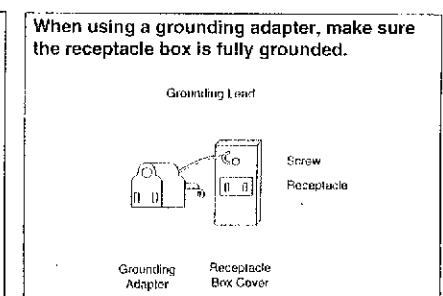 When using a grounding adapter, make sure
the receptacle box is fully grounded.
Grounding Lead
Screw
Receptacle
Grounding
Adapter
Receptacle
Box Cover